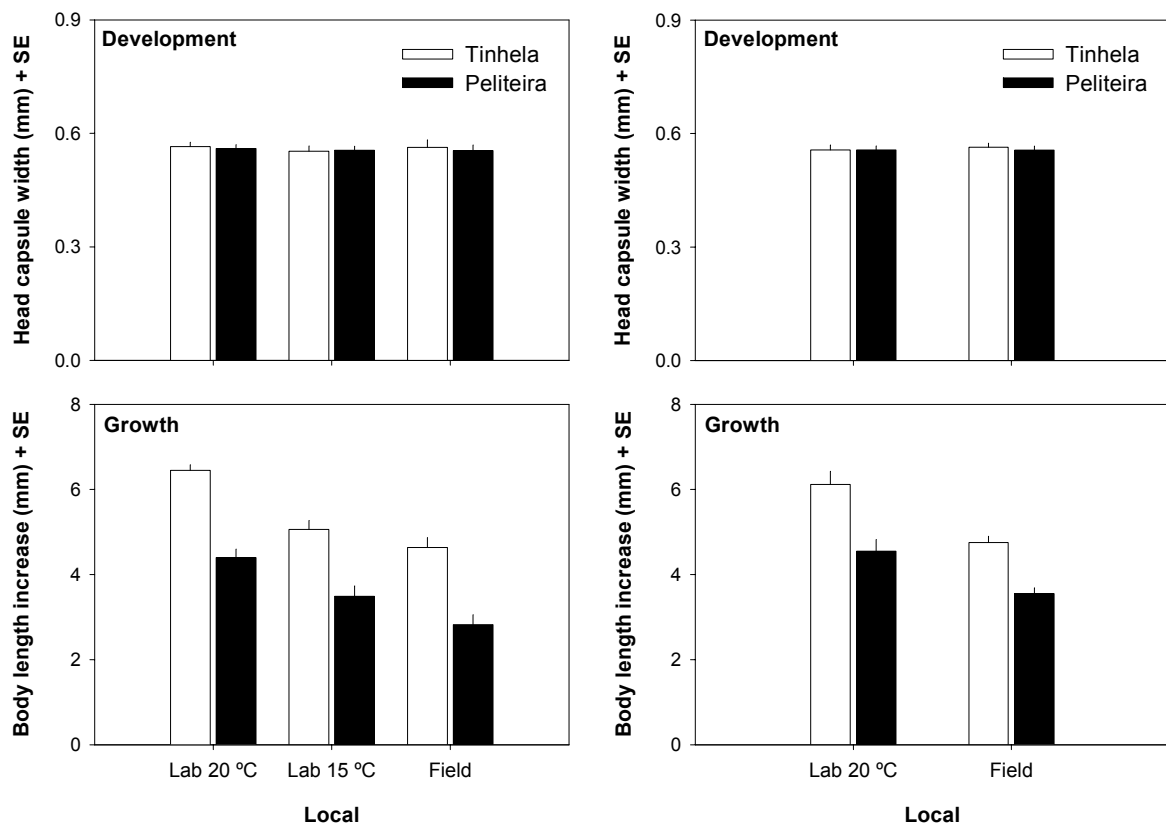 0.9
Development
Tinhela
Peliteira
0.6
0.3
0.0
Head capsule width (mm) + SE
0.9
Development
Tinhela
Peliteira
0.6
0.3
0.0
Head capsule width (mm) + SE
8
Growth
6
4
2
0
Body length increase (mm) + SE
Lab 20 ºC Lab 15 ºC Field
Local
8
Growth
6
4
2
0
Body length increase (mm) + SE
Lab 20 ºC Field
Local